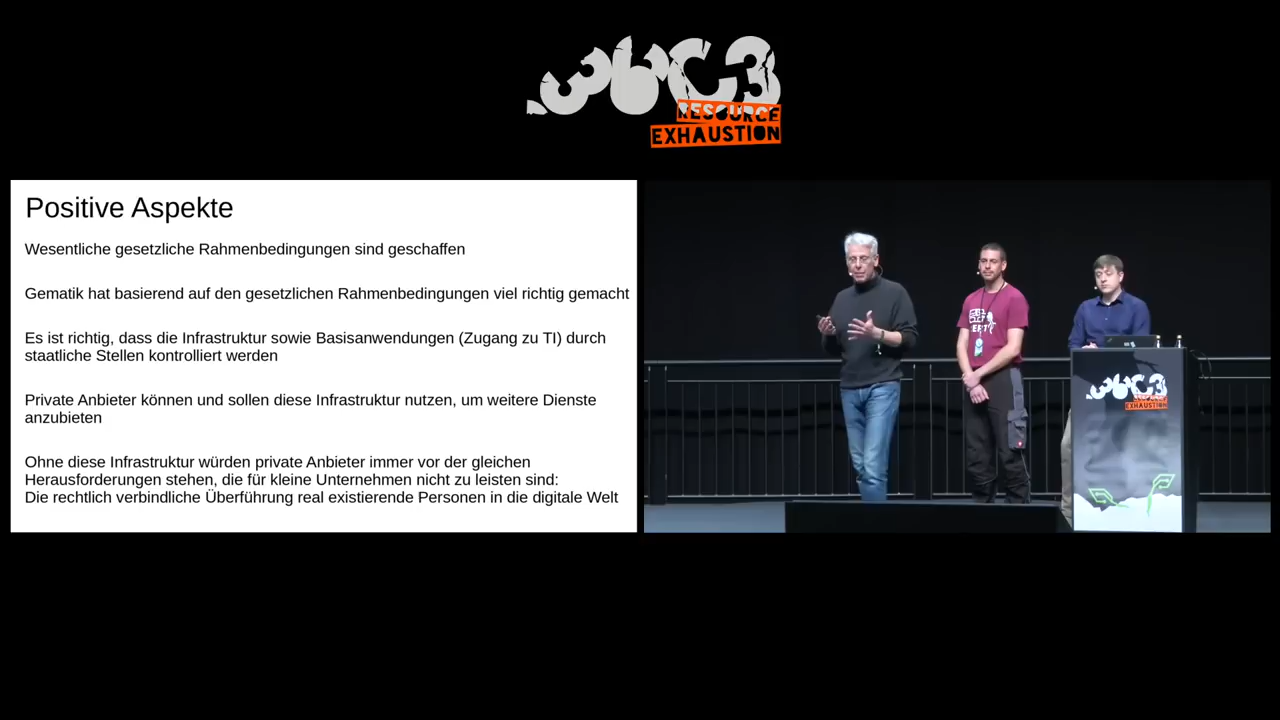 36C3
RESOURCE
EXHAUSTION
Positive Aspekte
Wesentliche gesetzliche Rahmenbedingungen sind geschaffen
Gematik hat basierend auf den gesetzlichen Rahmenbedingungen viel richtig gemacht
Es ist richtig, dass die Infrastruktur sowie Basisanwendungen (Zugang zu TI) durch
staatliche Stellen kontrolliert werden
Private Anbieter können und sollen diese Infrastruktur nutzen, um weitere Dienste
anzubieten
Ohne diese Infrastruktur würden private Anbieter immer vor der gleichen
Herausforderungen stehen, die für kleine Unternehmen nicht zu leisten sind:
Die rechtlich verbindliche Überführung real existierende Personen in die digitale Welt
36C3
RESOURCE
EXHAUSTION